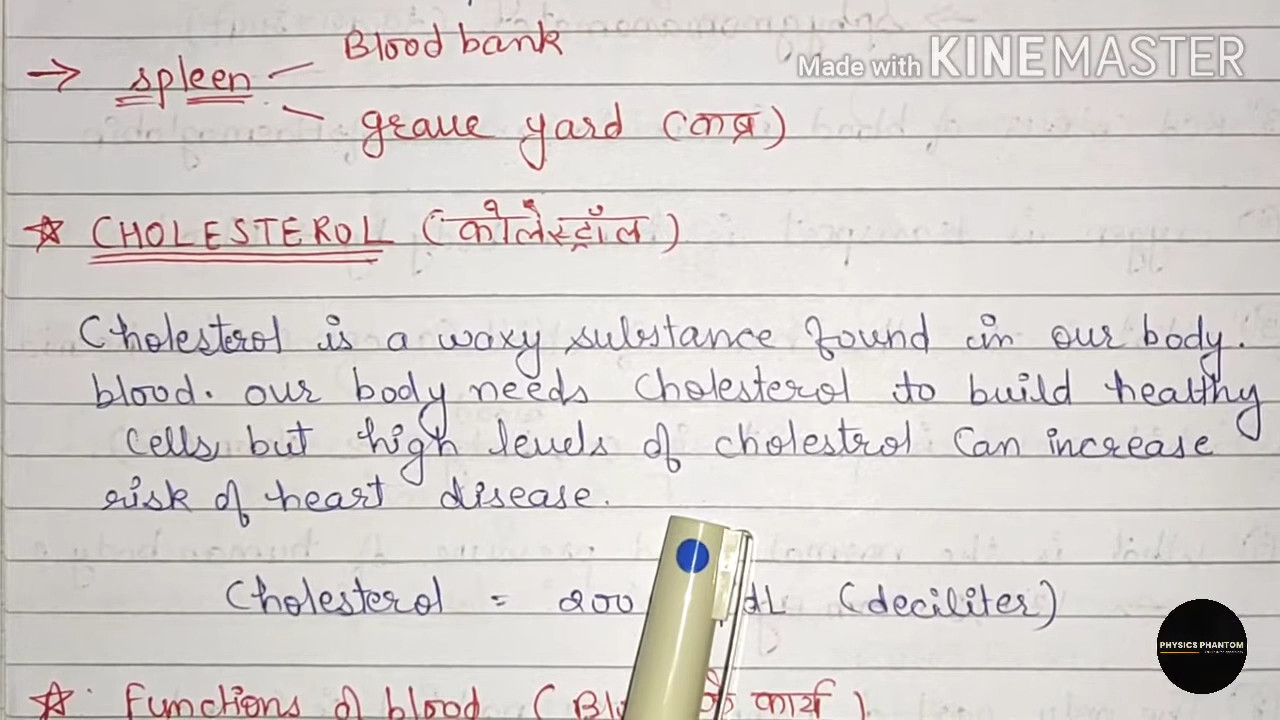 Made with KINEMASTER
Blood bank
→ spleen
grave yard (कब्र)
☆ CHOLESTEROL (कोलेस्ट्रॉल)
Cholesterol is a waxy substance found in our body.
blood. our body needs cholesterol to build healthy
cells, but high levels of cholestrol can increase
risk of heart disease.
Cholesterol = 200 dL (deciliter)
PHYSICS PHANTOM
☆ Functions of blood ( के कार्य )